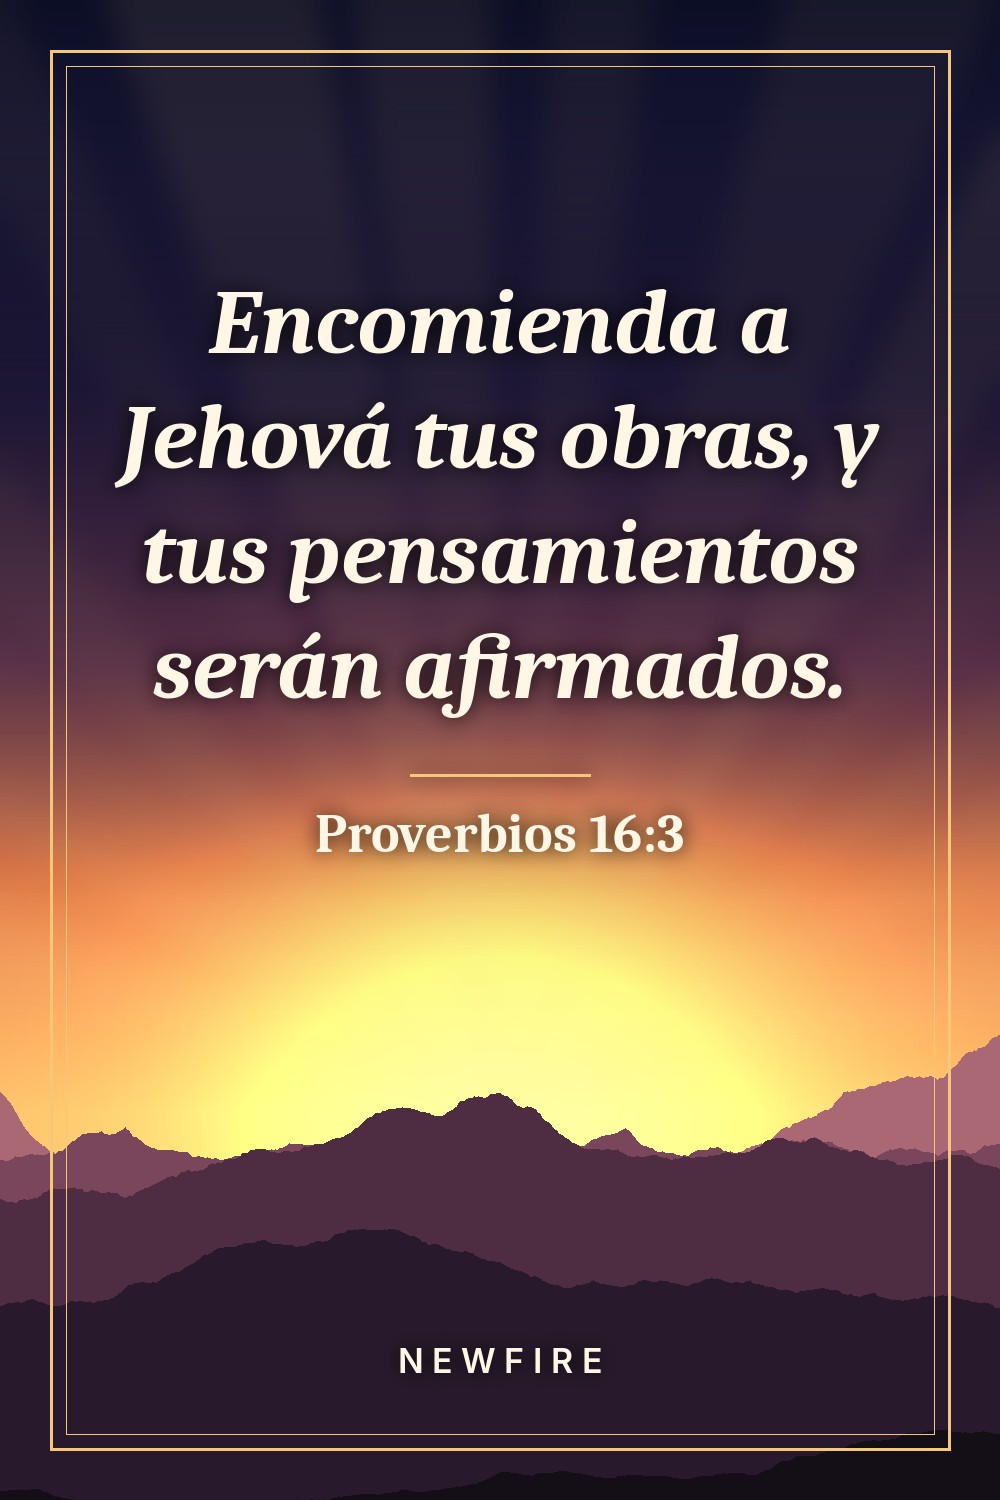 Encomienda a
Jehová tus obras, y
tus pensamientos
serán afirmados.
Proverbios 16:3
NEWFIRE